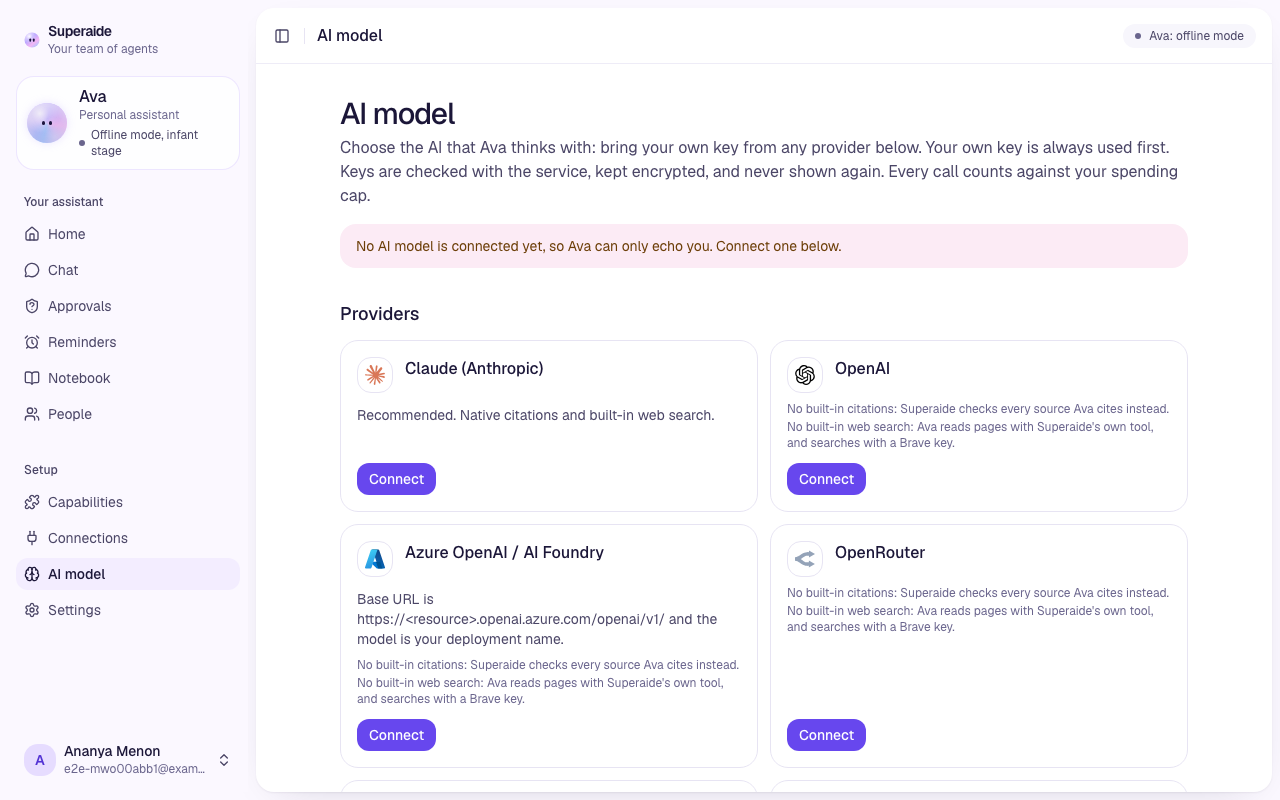 Superaide
Your team of agents
Ava
Personal assistant
Offline mode, infant
stage
Your assistant
Home
Chat
Approvals
Reminders
Notebook
People
Setup
Capabilities
Connections
AI model
Settings
A
Ananya Menon
e2e-mwo00abb1@exam...
AI model
Ava: offline mode
AI model
Choose the AI that Ava thinks with: bring your own key from any provider below. Your own key is always used first.
Keys are checked with the service, kept encrypted, and never shown again. Every call counts against your spending
cap.
No AI model is connected yet, so Ava can only echo you. Connect one below.
Providers
Claude (Anthropic)
Recommended. Native citations and built-in web search.
Connect
OpenAI
No built-in citations: Superaide checks every source Ava cites instead.
No built-in web search: Ava reads pages with Superaide's own tool,
and searches with a Brave key.
Connect
Azure OpenAI / AI Foundry
Base URL is
https://<resource>.openai.azure.com/openai/v1/ and the
model is your deployment name.
No built-in citations: Superaide checks every source Ava cites instead.
No built-in web search: Ava reads pages with Superaide's own tool,
and searches with a Brave key.
Connect
OpenRouter
No built-in citations: Superaide checks every source Ava cites instead.
No built-in web search: Ava reads pages with Superaide's own tool,
and searches with a Brave key.
Connect